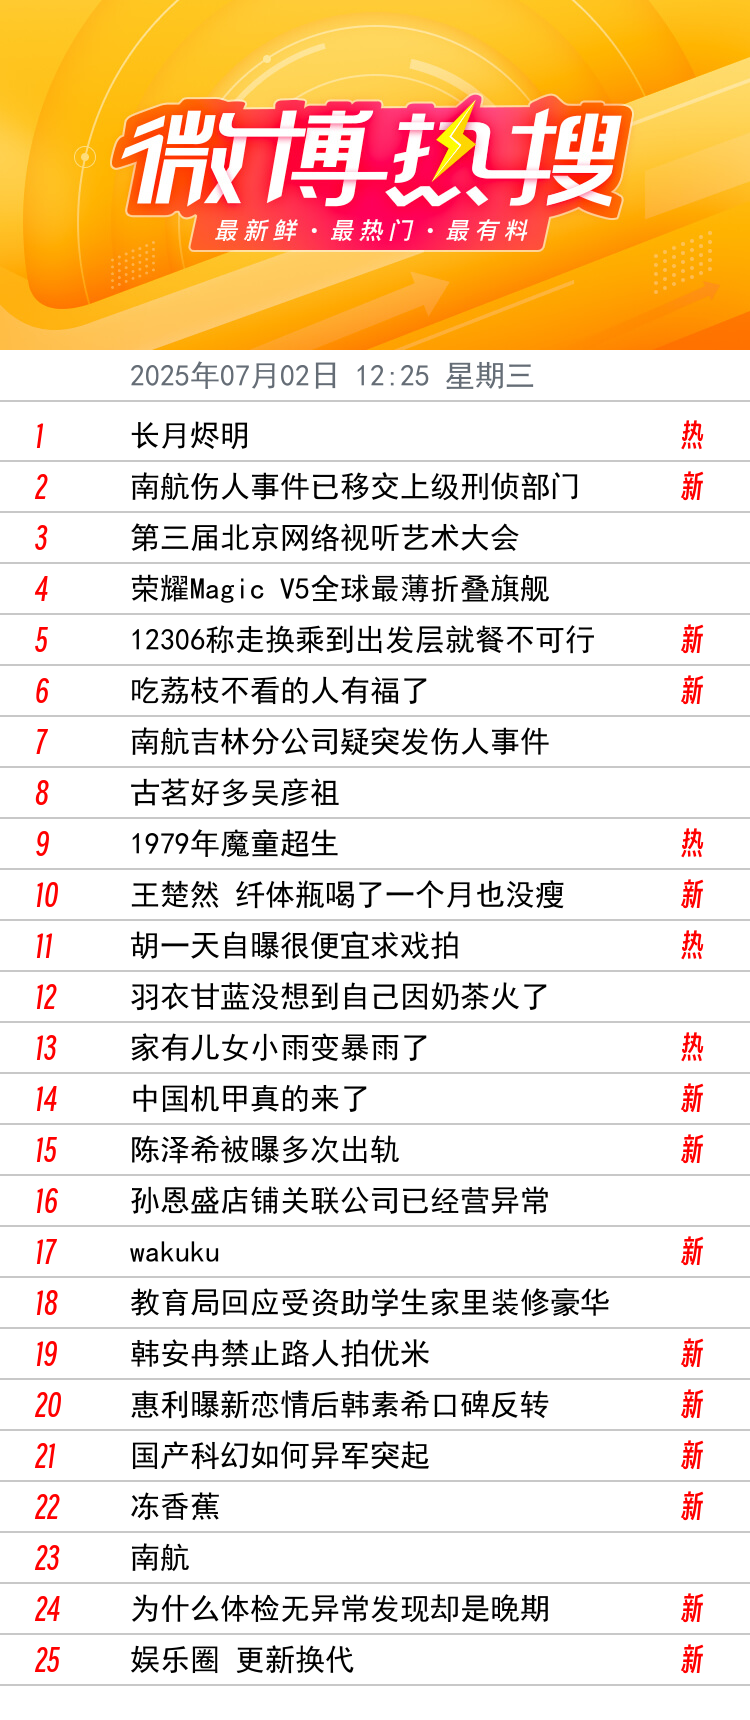 微博热搜
最新鲜·最热门·最有料
2025年07月02日 12:25 星期三
1 长月烬明 热
2 南航伤人事件已移交上级刑侦部门 新
3 第三届北京网络视听艺术大会
4 荣耀Magic V5全球最薄折叠旗舰
5 12306称走换乘到出发层就餐不可行 新
6 吃荔枝不看的人有福了 新
7 南航吉林分公司疑突发伤人事件
8 古茗好多吴彦祖
9 1979年魔童超生 热
10 王楚然 纤体瓶喝了一个月也没瘦 新
11 胡一天自曝很便宜求戏拍 热
12 羽衣甘蓝没想到自己因奶茶火了
13 家有儿女小雨变暴雨了 热
14 中国机甲真的来了 新
15 陈泽希被曝多次出轨 新
16 孙恩盛店铺关联公司已经营异常
17 wakuku 新
18 教育局回应受资助学生家里装修豪华
19 韩安冉禁止路人拍优米 新
20 惠利曝新恋情后韩素希口碑反转 新
21 国产科幻如何异军突起 新
22 冻香蕉 新
23 南航
24 为什么体检无异常发现却是晚期 新
25 娱乐圈 更新换代 新